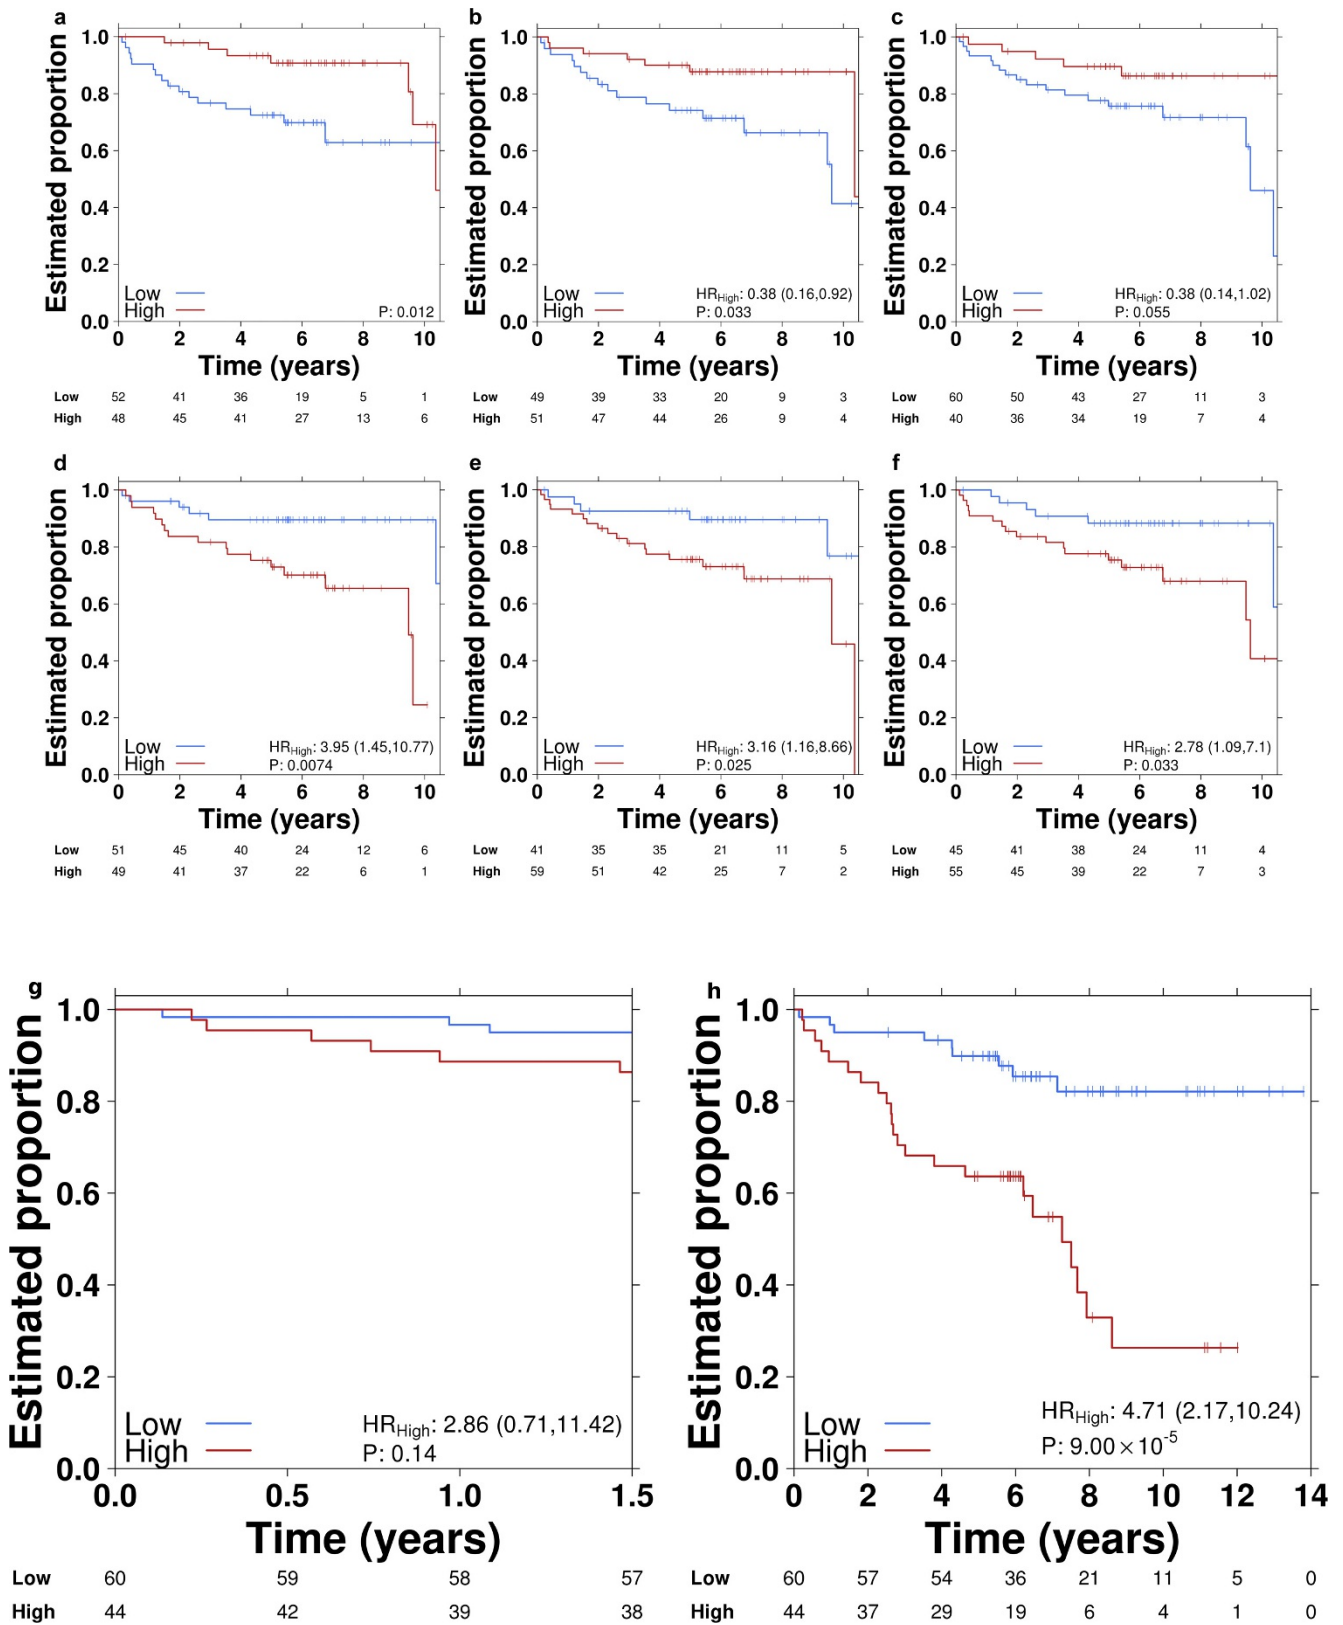 a
Estimated proportion
1.0
0.8
0.6
0.4
0.2
0.0
Low
High
P: 0.012
0 2 4 6 8 10
Time (years)
Low 52 41 36 19 5 1
High 48 45 41 27 13 6
b
Estimated proportion
1.0
0.8
0.6
0.4
0.2
0.0
Low
High
HRHigh: 0.38 (0.16,0.92)
P: 0.033
0 2 4 6 8 10
Time (years)
Low 49 39 33 20 9 3
High 51 47 44 26 9 4
c
Estimated proportion
1.0
0.8
0.6
0.4
0.2
0.0
Low
High
HRHigh: 0.38 (0.14,1.02)
P: 0.055
0 2 4 6 8 10
Time (years)
Low 60 50 43 27 11 3
High 40 36 34 19 7 4
d
Estimated proportion
1.0
0.8
0.6
0.4
0.2
0.0
Low
High
HRHigh: 3.95 (1.45,10.77)
P: 0.0074
0 2 4 6 8 10
Time (years)
Low 51 45 40 24 12 6
High 49 41 37 22 6 1
e
Estimated proportion
1.0
0.8
0.6
0.4
0.2
0.0
Low
High
HRHigh: 3.16 (1.16,8.66)
P: 0.025
0 2 4 6 8 10
Time (years)
Low 41 35 35 21 11 5
High 59 51 42 25 7 2
f
Estimated proportion
1.0
0.8
0.6
0.4
0.2
0.0
Low
High
HRHigh: 2.78 (1.09,7.1)
P: 0.033
0 2 4 6 8 10
Time (years)
Low 45 41 38 24 11 4
High 55 45 39 22 7 3
g
Estimated proportion
1.0
0.8
0.6
0.4
0.2
0.0
Low
High
HRHigh: 2.86 (0.71,11.42)
P: 0.14
0.0 0.5 1.0 1.5
Time (years)
Low 60 59 58 57
High 44 42 39 38
h
Estimated proportion
1.0
0.8
0.6
0.4
0.2
0.0
Low
High
HRHigh: 4.71 (2.17,10.24)
P: 9.00×10-5
0 2 4 6 8 10 12 14
Time (years)
Low 60 57 54 36 21 11 5 0
High 44 37 29 19 6 4 1 0